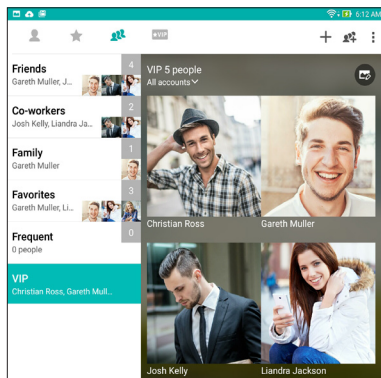 6:12 AM
VIP
Friends
4
Gareth Muller, J...
Co-workers
2
Josh Kelly, Liandra Ja...
Family
1
Gareth Muller
Favorites
3
Gareth Muller, Li...
Frequent
0
0 people
VIP
Christian Ross, Gareth Mull...
VIP 5 people
All accounts
Christian Ross
Gareth Muller
Josh Kelly
Liandra Jackson